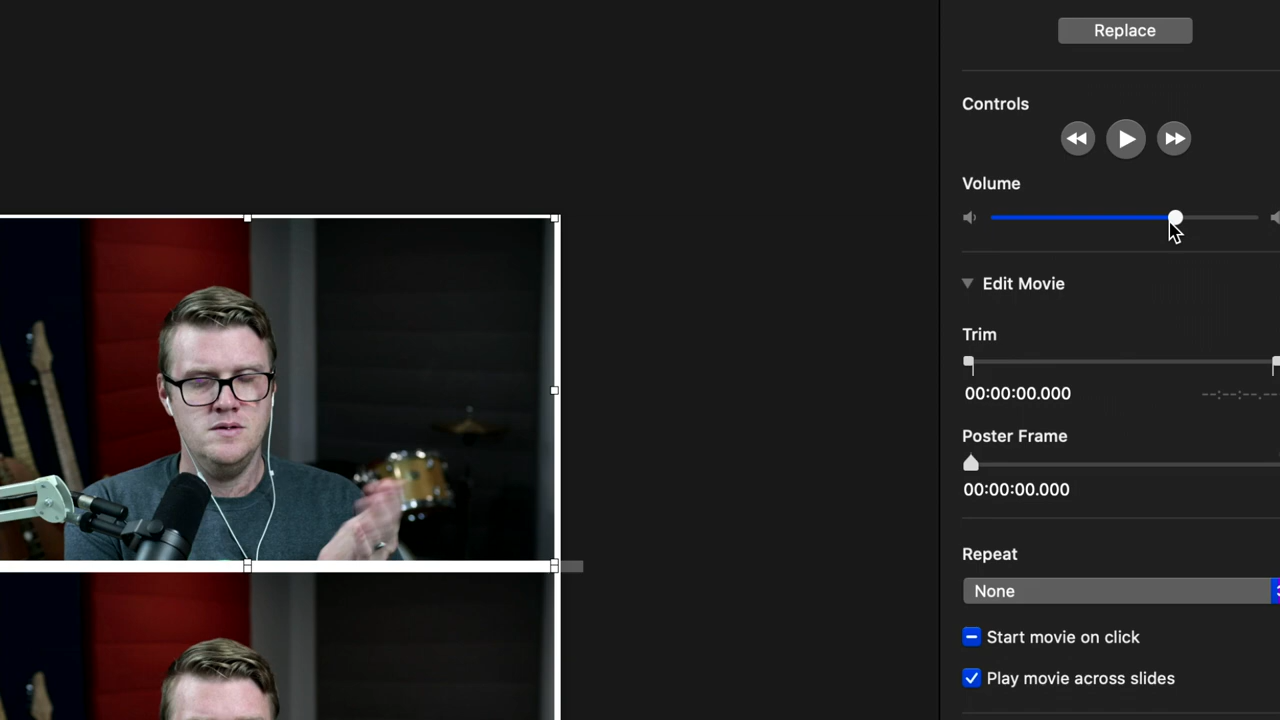 Replace
Controls
Volume
Edit Movie
Trim
00:00:00.000
--:--:--.--
Poster Frame
00:00:00.000
Repeat
None
Start movie on click
Play movie across slides